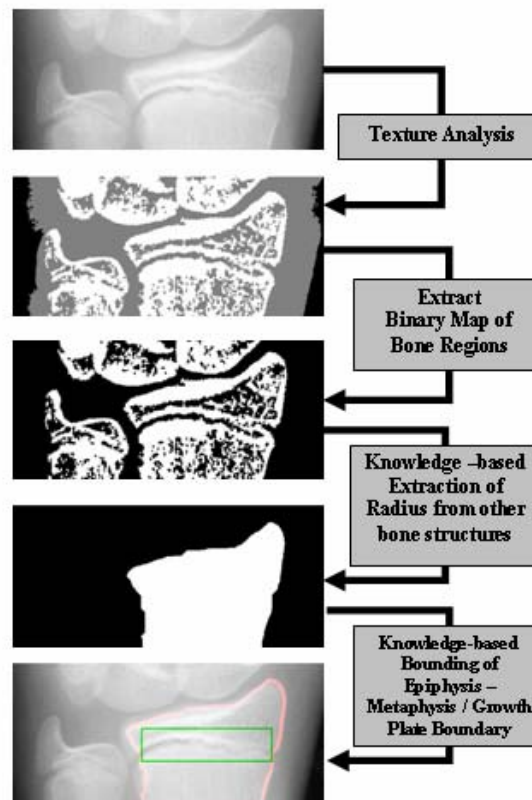 Texture Analysis
Extract
Binary Map of
Bone Regions
Knowledge –based
Extraction of
Radius from other
bone structures
Knowledge-based
Bounding of
Epiphysis –
Metaphysis / Growth
Plate Boundary